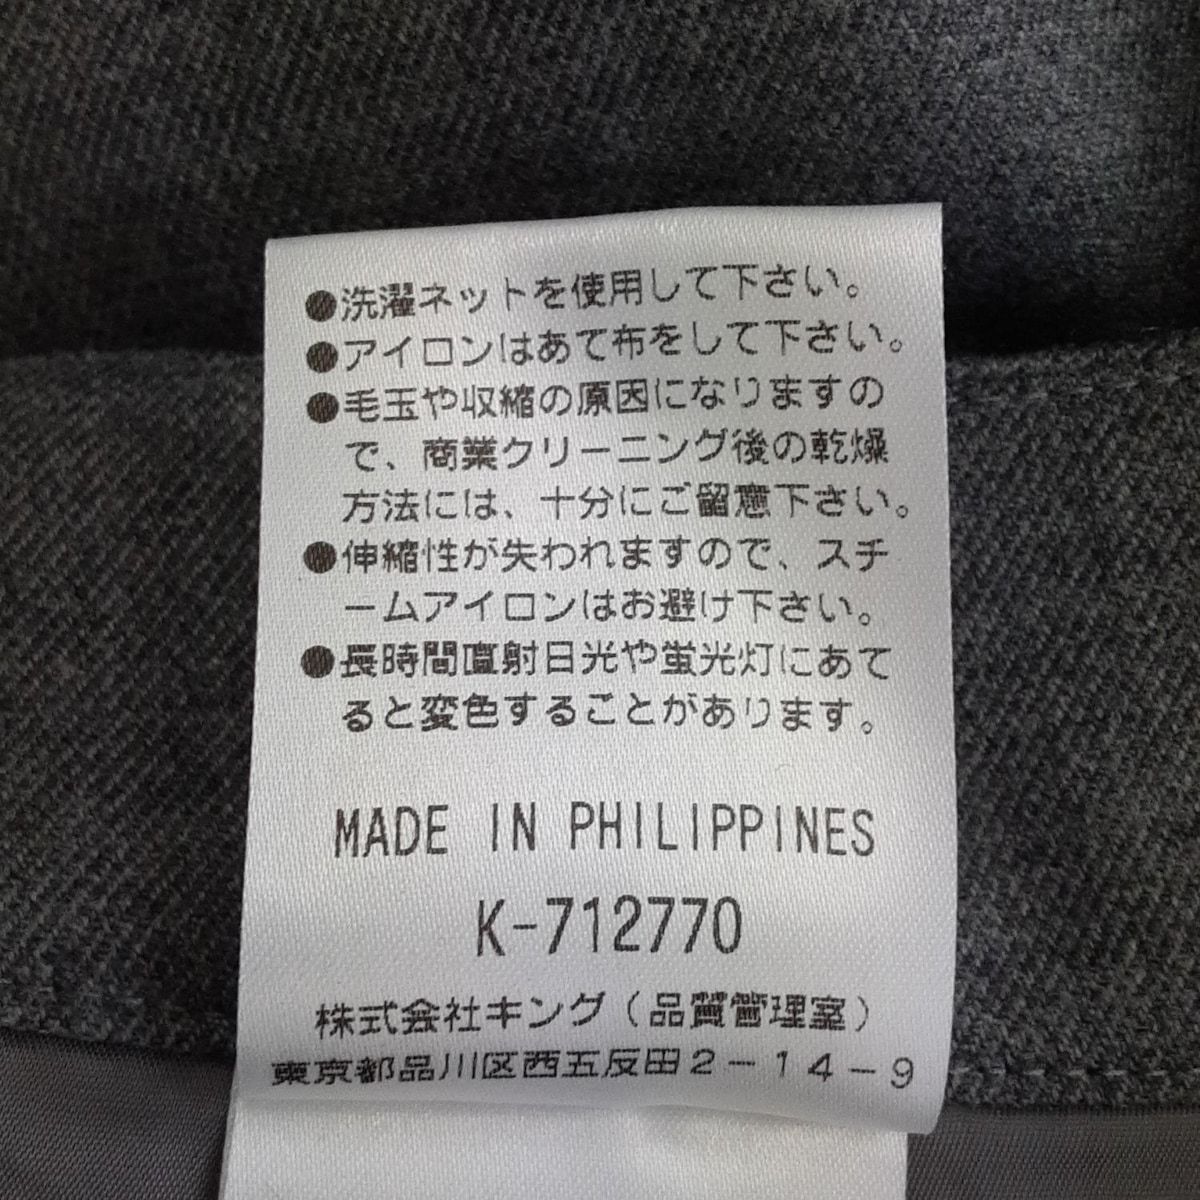 ●洗濯ネットを使用して下さい。
●アイロンはあて布をして下さい。
●毛玉や収縮の原因になりますの
で、商業クリーニング後の乾燥
方法には、十分にご留意下さい。
●伸縮性が失われますので、スチ
ームアイロンはお避け下さい。
●長時間直射日光や蛍光灯にあて
ると変色することがあります。
MADE IN PHILIPPINES
K-712770
株式会社キング(品質管理室)
東京都品川区西五反田2-14-9